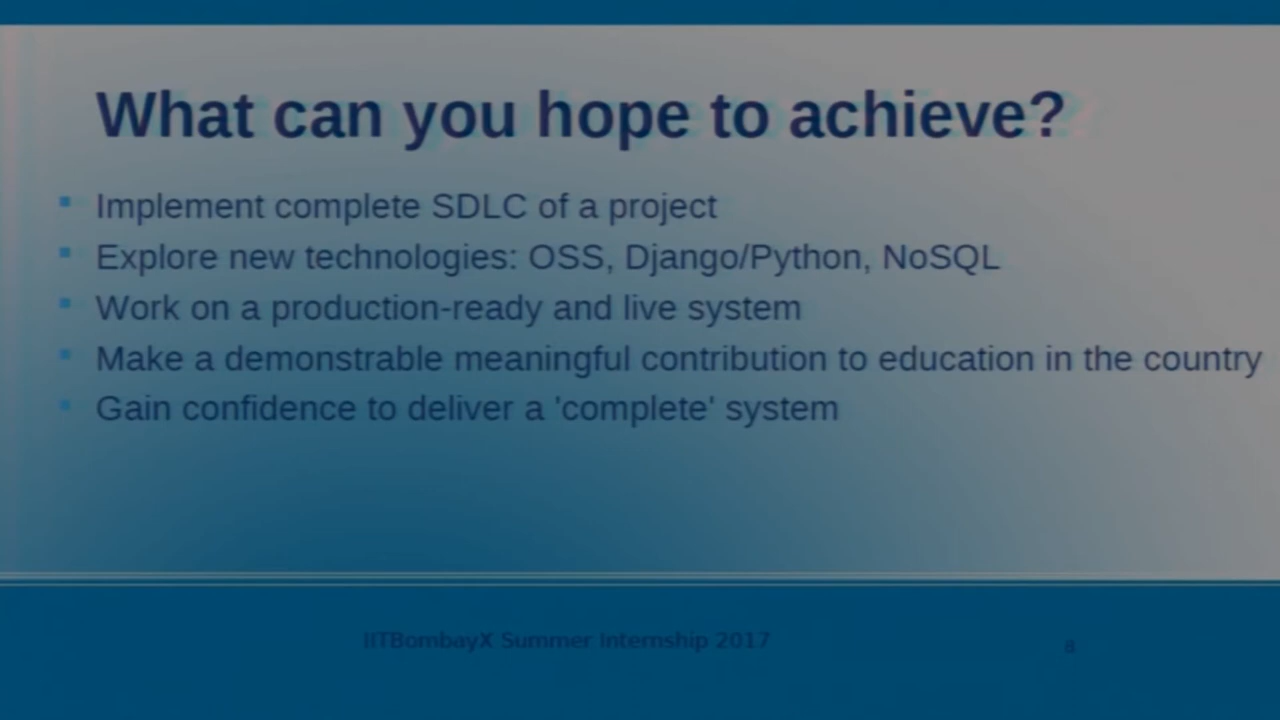 What can you hope to achieve?
Implement complete SDLC of a project
Explore new technologies: OSS, Django/Python, NoSQL
Work on a production-ready and live system
Make a demonstrable meaningful contribution to education in the country
Gain confidence to deliver a 'complete' system
IITBombayX Summer Internship 2017